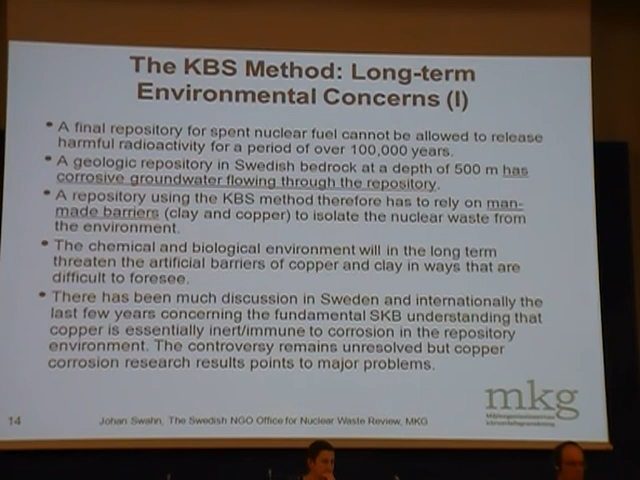 The KBS Method: Long-term
Environmental Concerns (I)
• A final repository for spent nuclear fuel cannot be allowed to release
harmful radioactivity for a period of over 100,000 years.
• A geologic repository in Swedish bedrock at a depth of 500 m has
corrosive groundwater flowing through the repository.
• A repository using the KBS method therefore has to rely on man-
made barriers (clay and copper) to isolate the nuclear waste from
the environment.
• The chemical and biological environment will in the long term
threaten the artificial barriers of copper and clay in ways that are
difficult to foresee.
• There has been much discussion in Sweden and internationally the
last few years concerning the fundamental SKB understanding that
copper is essentially inert/immune to corrosion in the repository
environment. The controversy remains unresolved but copper
corrosion research results points to major problems.
mkg
14
Johan Swahn, The Swedish NGO Office for Nuclear Waste Review, MKG